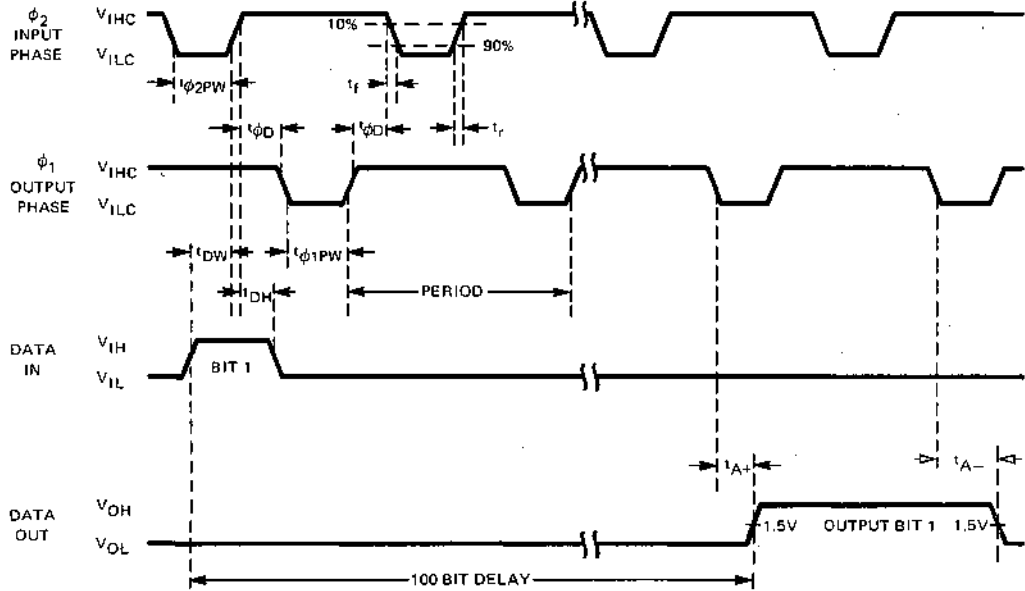 ϕ2
INPUT
PHASE
VIHC
VILC
10%
90%
tϕ2PW
tf
tr
tϕD
tϕD
ϕ1
OUTPUT
PHASE
VIHC
VILC
tDW
tϕ1PW
tDH
PERIOD
DATA
IN
VIH
VIL
BIT 1
tA+
tA−
DATA
OUT
VOH
VOL
1.5V
OUTPUT BIT 1
1.5V
100 BIT DELAY